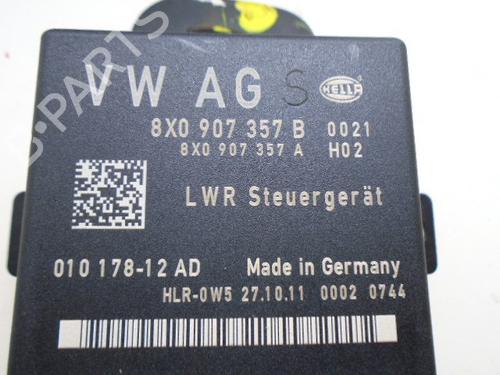 VW AG S HELLA
8X0 907 357 B 0021
8X0 907 357 A H02
LWR Steuergerät
010 178-12 AD Made in Germany
HLR-0W5 27.10.11 0002 0744
B-PARTS